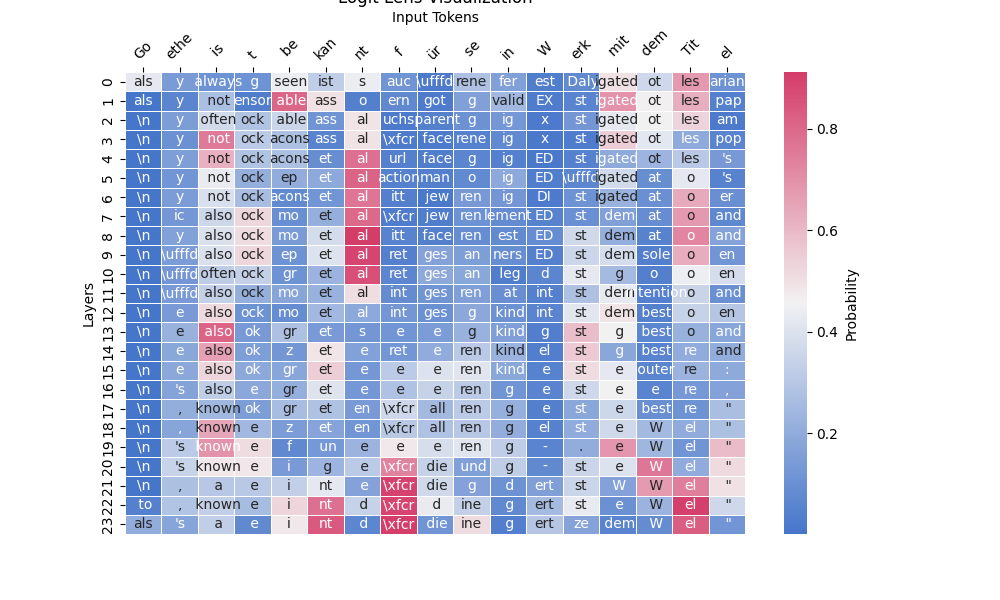 Logit Lens Visualization
Input Tokens
Go ethe is t be kan nt f ür se in W erk mit dem Tit el
0 als y always g seen ist s auc \ufffd rene fer est Daly gated ot les arian
1 als y not ensor able ass o ern got g valid EX st igated ot les pap
2 \n y often ock able ass al uchs parent g ig x st igated ot les am
3 \n y not ock acons ass al \xfcr face rene ig x st igated ot les pop
4 \n y not ock acons et al url face g ig ED st igated ot les 's
5 \n y not ock ep et al action man o ig ED \ufffd igated at o 's
6 \n y not ock acons et al itt jew ren ig DI st igated at o er
7 \n ic also ock mo et al \xfcr jew ren lement ED st dem at o and
8 \n y also ock mo et al itt face ren est ED st dem at o and
9 \n \ufffd also ock ep et al ret ges an ners ED st dem sole o en
10 \n \ufffd often ock gr et al ret ges an leg d st g o o en
11 \n \ufffd also ock mo et al int ges ren at int st dem tention o and
12 \n e also ock mo et al int ges g kind int st dem best o en
13 \n e also ok gr et s e e g kind g st g best o and
14 \n e also ok z et e ret e ren kind el st g best re and
15 \n e also ok gr et e e e ren kind e st e outer re :
16 \n 's also e gr et e e e ren g e st e e re ,
17 \n , known ok gr et en \xfcr all ren g e st e best re "
18 \n , known e z et en \xfcr all ren g el st e W el "
19 \n 's known e f un e e e ren g - . e W el "
20 \n 's known e i g e \xfcr die und g - st e W el "
21 \n , a e i nt e \xfcr die g d ert st W W el "
22 to , known e i nt d \xfcr d ine g ert st e W el "
23 als 's a e i nt d \xfcr die ine g ert ze dem W el "
Layers
0.8
0.6
0.4
0.2
Probability